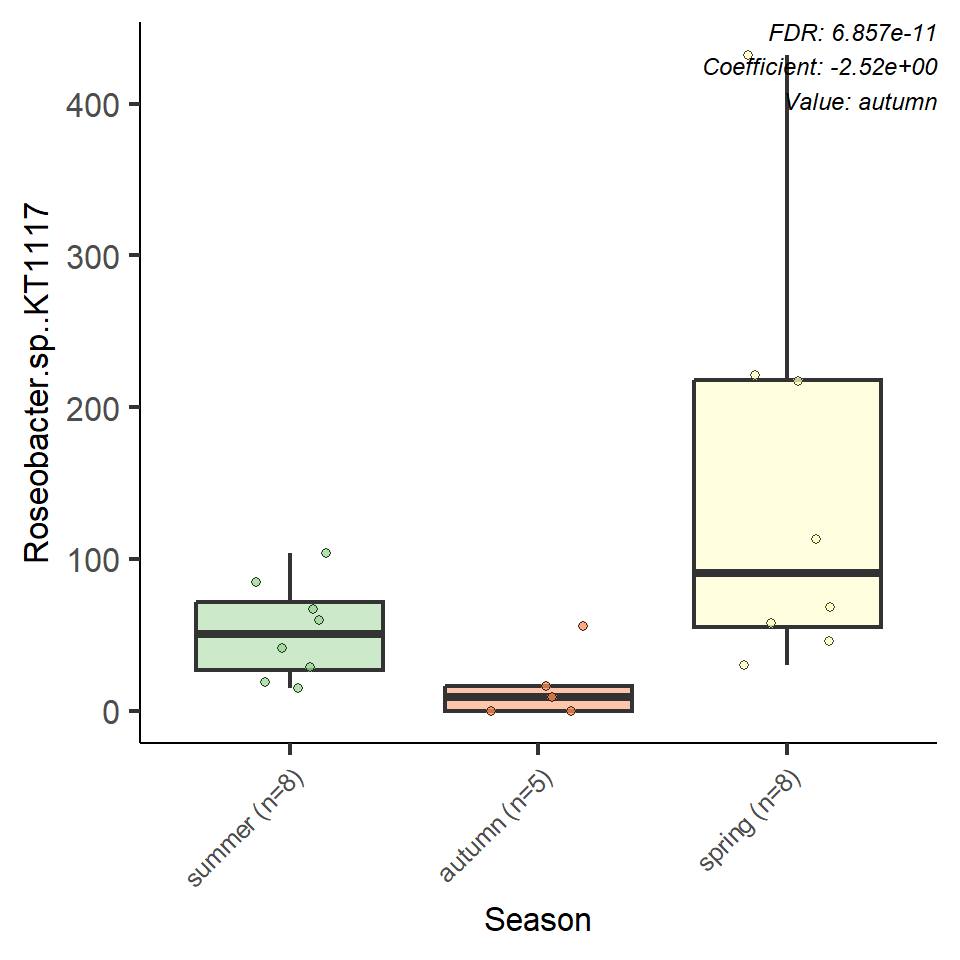 FDR: 6.857e-11
Coefficient: -2.52e+00
Value: autumn
Roseobacter.sp..KT1117
400
300
200
100
0
summer (n=8)
autumn (n=5)
spring (n=8)
Season